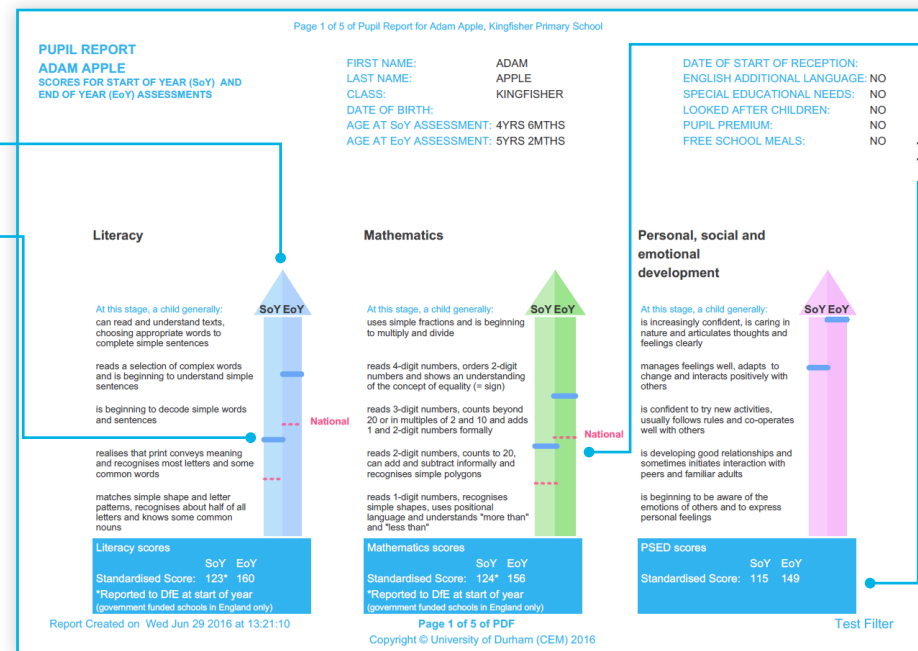 Page 1 of 5 of Pupil Report for Adam Apple, Kingfisher Primary School
PUPIL REPORT
ADAM APPLE
SCORES FOR START OF YEAR (SoY) AND
END OF YEAR (EoY) ASSESSMENTS
FIRST NAME: ADAM
LAST NAME: APPLE
CLASS: KINGFISHER
DATE OF BIRTH:
AGE AT SoY ASSESSMENT: 4YRS 6MTHS
AGE AT EoY ASSESSMENT: 5YRS 2MTHS
DATE OF START OF RECEPTION:
ENGLISH ADDITIONAL LANGUAGE: NO
SPECIAL EDUCATIONAL NEEDS: NO
LOOKED AFTER CHILDREN: NO
PUPIL PREMIUM: NO
FREE SCHOOL MEALS: NO
Literacy
SoY EoY
At this stage, a child generally:
can read and understand texts,
choosing appropriate words to
complete simple sentences
reads a selection of complex words
and is beginning to understand simple
sentences
is beginning to decode simple words
and sentences
National
realises that print conveys meaning
and recognises most letters and some
common words
matches simple shape and letter
patterns, recognises about half of all
letters and knows some common
nouns
Literacy scores
SoY EoY
Standardised Score: 123* 160
*Reported to DfE at start of year
(government funded schools in England only)
Mathematics
SoY EoY
At this stage, a child generally:
uses simple fractions and is beginning
to multiply and divide
reads 4-digit numbers, orders 2-digit
numbers and shows an understanding
of the concept of equality (= sign)
reads 3-digit numbers, counts beyond
20 or in multiples of 2 and 10 and adds
1 and 2-digit numbers formally
National
reads 2-digit numbers, counts to 20,
can add and subtract informally and
recognises simple polygons
reads 1-digit numbers, recognises
simple shapes, uses positional
language and understands "more than"
and "less than"
Mathematics scores
SoY EoY
Standardised Score: 124* 156
*Reported to DfE at start of year
(government funded schools in England only)
Personal, social and
emotional
development
SoY EoY
At this stage, a child generally:
is increasingly confident, is caring in
nature and articulates thoughts and
feelings clearly
manages feelings well, adapts to
change and interacts positively with
others
is confident to try new activities,
usually follows rules and co-operates
well with others
is developing good relationships and
sometimes initiates interaction with
peers and familiar adults
is beginning to be aware of the
emotions of others and to express
personal feelings
PSED scores
SoY EoY
Standardised Score: 115 149
Report Created on Wed Jun 29 2016 at 13:21:10
Page 1 of 5 of PDF
Copyright © University of Durham (CEM) 2016
Test Filter